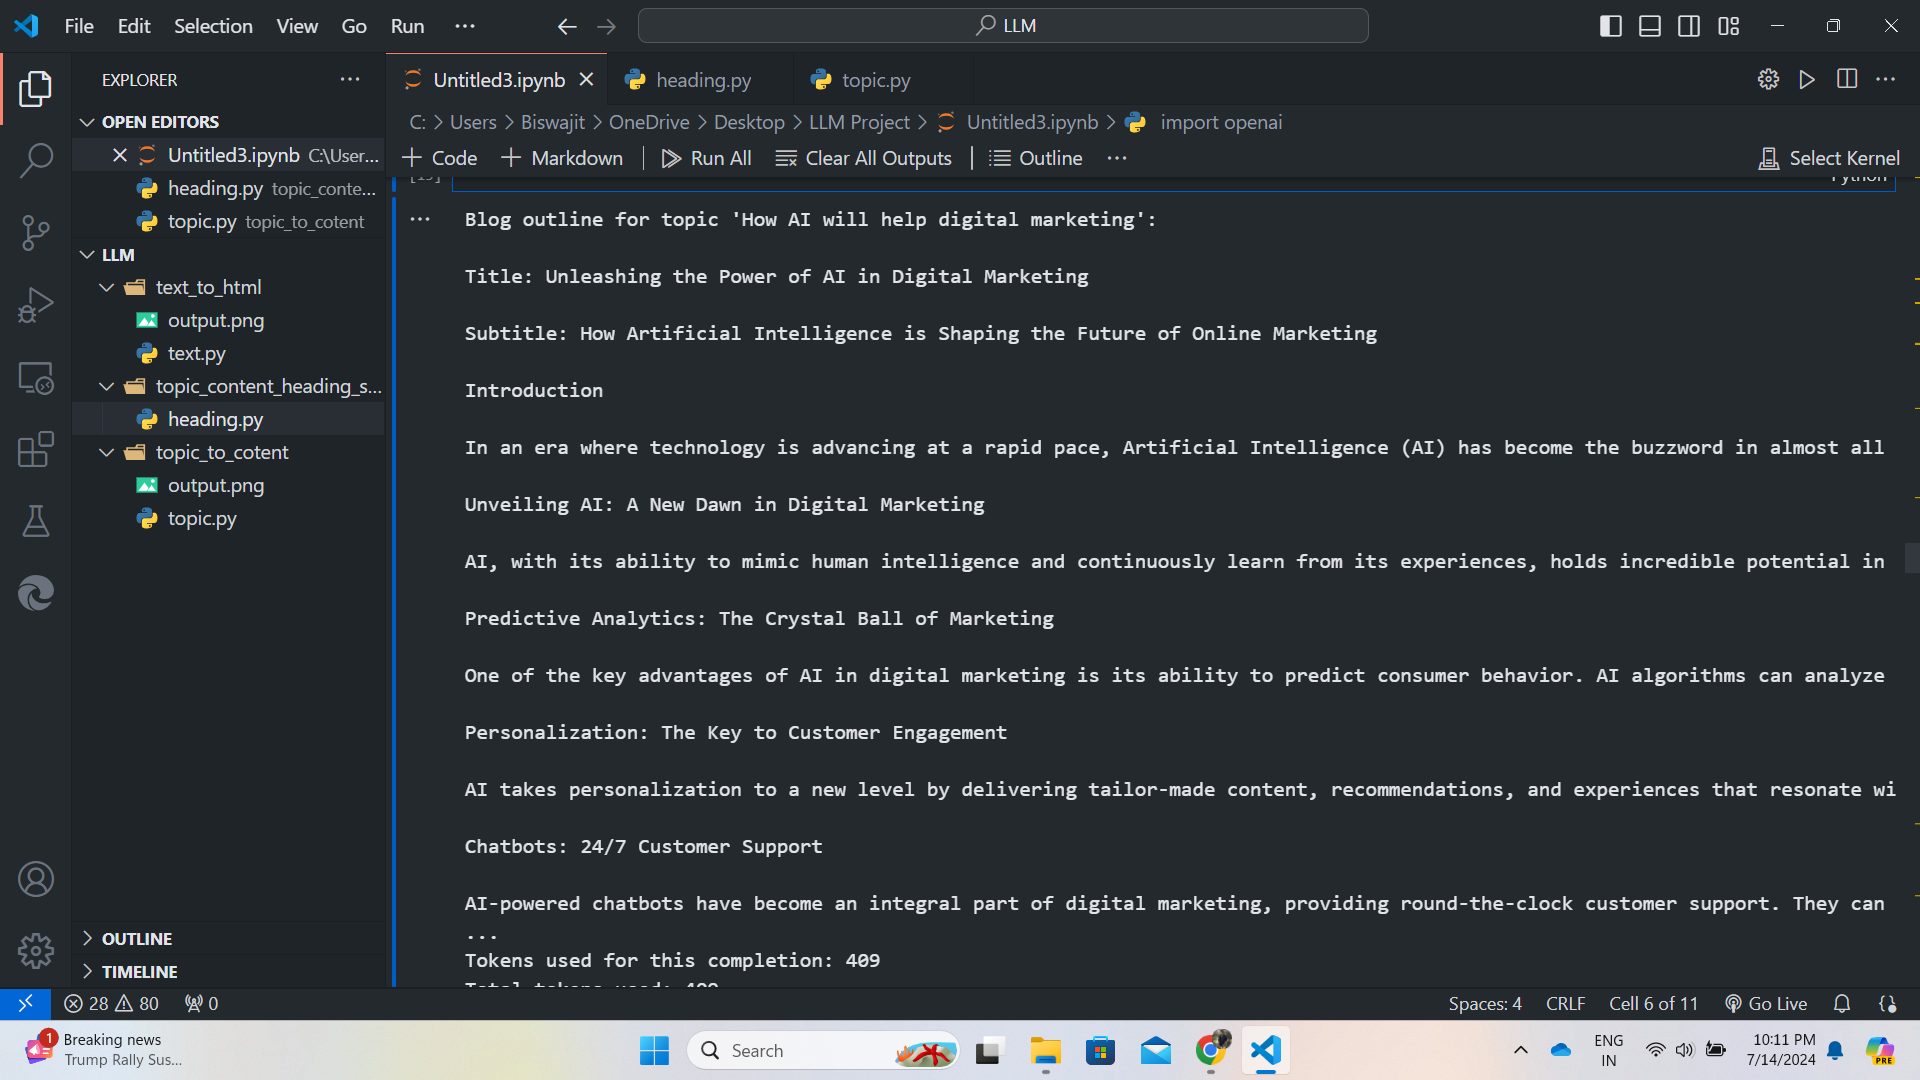 File Edit Selection View Go Run ··· LLM
EXPLORER ···
Untitled3.ipynb
heading.py
topic.py
OPEN EDITORS
Untitled3.ipynb C:\User...
heading.py topic_conte...
topic.py topic_to_cotent
LLM
text_to_html
output.png
text.py
topic_content_heading_s...
heading.py
topic_to_cotent
output.png
topic.py
OUTLINE
TIMELINE
C: > Users > Biswajit > OneDrive > Desktop > LLM Project > Untitled3.ipynb > import openai
+ Code + Markdown Run All Clear All Outputs Outline ··· Select Kernel
Python
Blog outline for topic 'How AI will help digital marketing':
Title: Unleashing the Power of AI in Digital Marketing
Subtitle: How Artificial Intelligence is Shaping the Future of Online Marketing
Introduction
In an era where technology is advancing at a rapid pace, Artificial Intelligence (AI) has become the buzzword in almost all
Unveiling AI: A New Dawn in Digital Marketing
AI, with its ability to mimic human intelligence and continuously learn from its experiences, holds incredible potential in
Predictive Analytics: The Crystal Ball of Marketing
One of the key advantages of AI in digital marketing is its ability to predict consumer behavior. AI algorithms can analyze
Personalization: The Key to Customer Engagement
AI takes personalization to a new level by delivering tailor-made content, recommendations, and experiences that resonate wi
Chatbots: 24/7 Customer Support
AI-powered chatbots have become an integral part of digital marketing, providing round-the-clock customer support. They can
...
Tokens used for this completion: 409
Total tokens used: 409
28 80 0 Spaces: 4 CRLF Cell 6 of 11 Go Live
1 Breaking news
Trump Rally Sus...
Search
ENG
IN
10:11 PM
7/14/2024
PRE